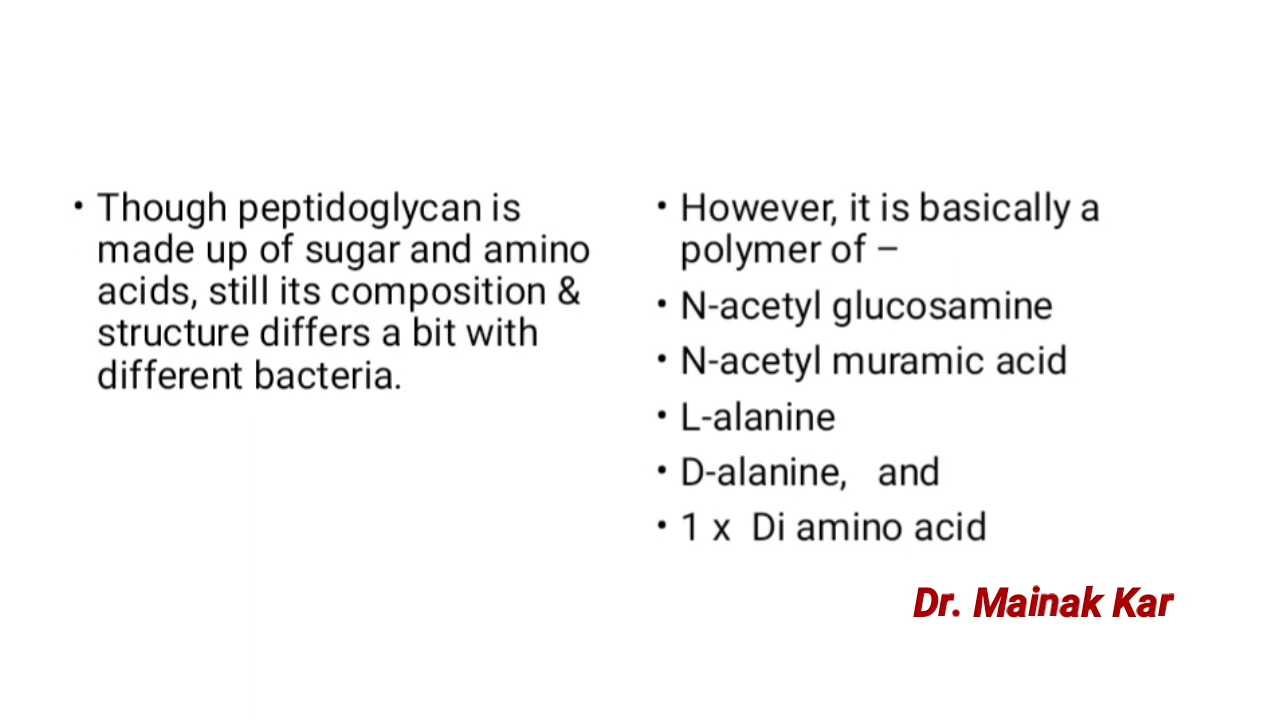 • Though peptidoglycan is
made up of sugar and amino
acids, still its composition &
structure differs a bit with
different bacteria.
• However, it is basically a
polymer of –
• N-acetyl glucosamine
• N-acetyl muramic acid
• L-alanine
• D-alanine, and
• 1 x Di amino acid
Dr. Mainak Kar